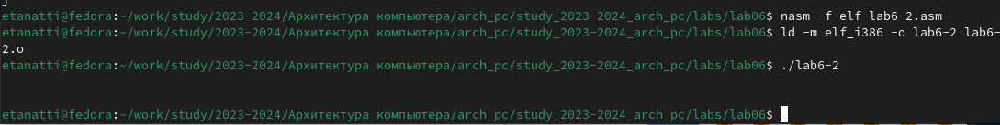 etanatti@fedora:~/work/study/2023-2024/Архитектура компьютера/arch_pc/study_2023-2024_arch_pc/labs/lab06$ nasm -f elf lab6-2.asm
etanatti@fedora:~/work/study/2023-2024/Архитектура компьютера/arch_pc/study_2023-2024_arch_pc/labs/lab06$ ld -m elf_i386 -o lab6-2 lab6-
2.o
etanatti@fedora:~/work/study/2023-2024/Архитектура компьютера/arch_pc/study_2023-2024_arch_pc/labs/lab06$ ./lab6-2
etanatti@fedora:~/work/study/2023-2024/Архитектура компьютера/arch_pc/study_2023-2024_arch_pc/labs/lab06$